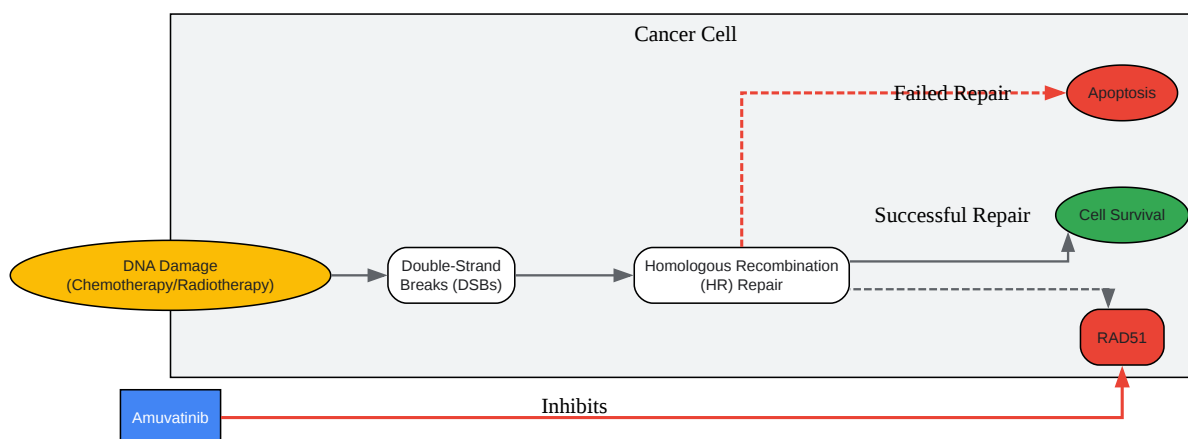 Cancer Cell
Failed Repair
Apoptosis
Successful Repair
Cell Survival
DNA Damage
(Chemotherapy/Radiotherapy)
Double-Strand
Breaks (DSBs)
Homologous Recombination
(HR) Repair
RAD51
Inhibits
Amuvatinib